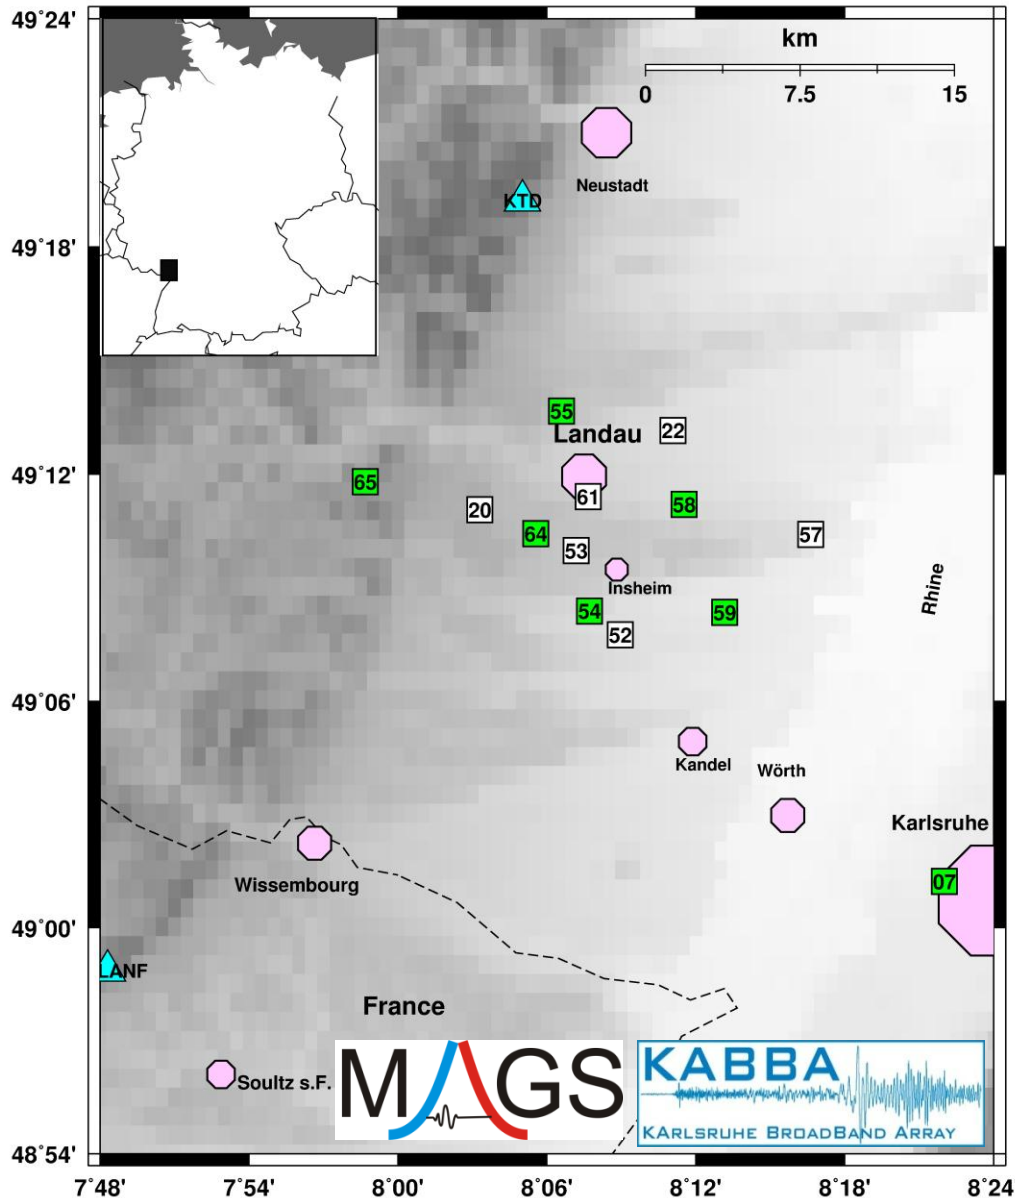 49°24'
km
0 7.5 15
Neustadt
KTD
49°18'
55
Landau
22
49°12'
65
61
20
58
64
57
53
Insheim
Rhine
54
59
52
49°06'
Kandel
Wörth
Karlsruhe
Wissembourg
07
49°00'
LANF
France
Soultz s.F.
MAGS
KABBA
KARLSRUHE BROADBAND ARRAY
48°54'
7°48' 7°54' 8°00' 8°06' 8°12' 8°18' 8°24'